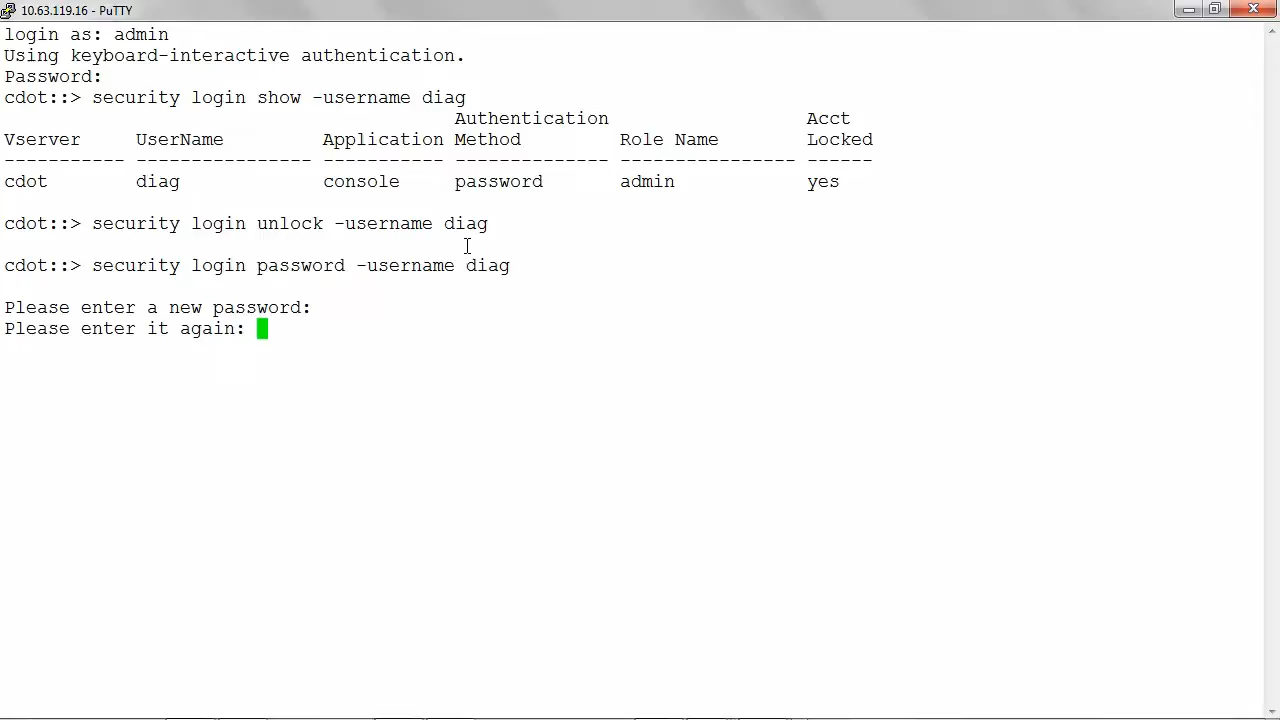 10.63.119.16 - PuTTY
login as: admin
Using keyboard-interactive authentication.
Password:
cdot::> security login show -username diag
Authentication Acct
Vserver UserName Application Method Role Name Locked
----------- ---------------- ----------- -------------- ---------------- ------
cdot diag console password admin yes
cdot::> security login unlock -username diag
cdot::> security login password -username diag
Please enter a new password:
Please enter it again: